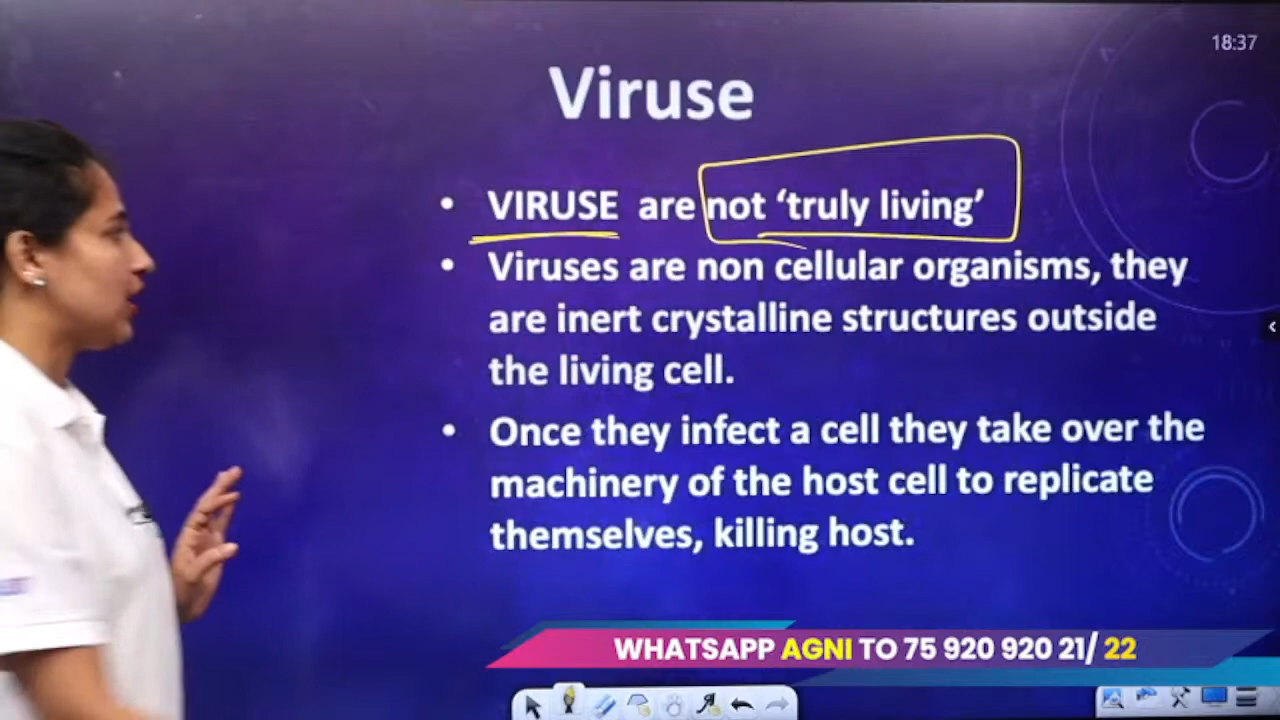 18:37
Viruse
• VIRUSE are not ‘truly living’
• Viruses are non cellular organisms, they
are inert crystalline structures outside
the living cell.
• Once they infect a cell they take over the
machinery of the host cell to replicate
themselves, killing host.
WHATSAPP AGNI TO 75 920 920 21/ 22